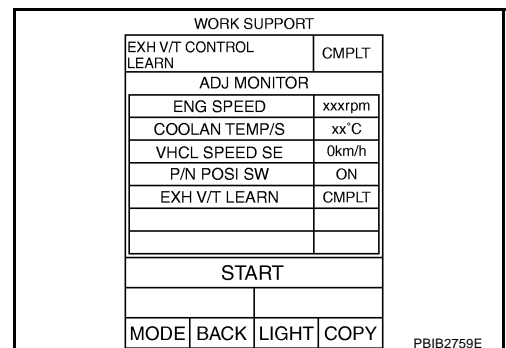 WORK SUPPORT
EXH V/T CONTROL LEARN CMPLT
ADJ MONITOR
ENG SPEED xxxrpm
COOLAN TEMP/S xx°C
VHCL SPEED SE 0km/h
P/N POSI SW ON
EXH V/T LEARN CMPLT
START
MODE BACK LIGHT COPY
PBIB2759E